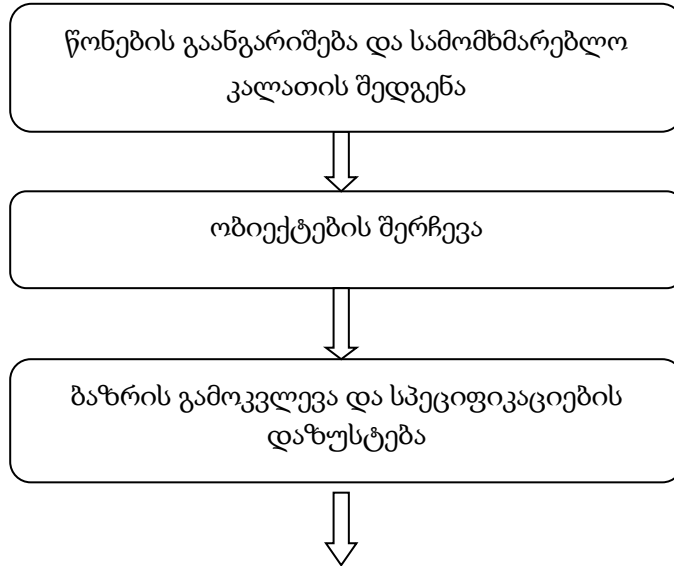 წონების გაანგარიშება და სამომხმარებლო
კალათის შედგენა
ობიექტების შერჩევა
ბაზრის გამოკვლევა და სპეციფიკაციების
დაზუსტება